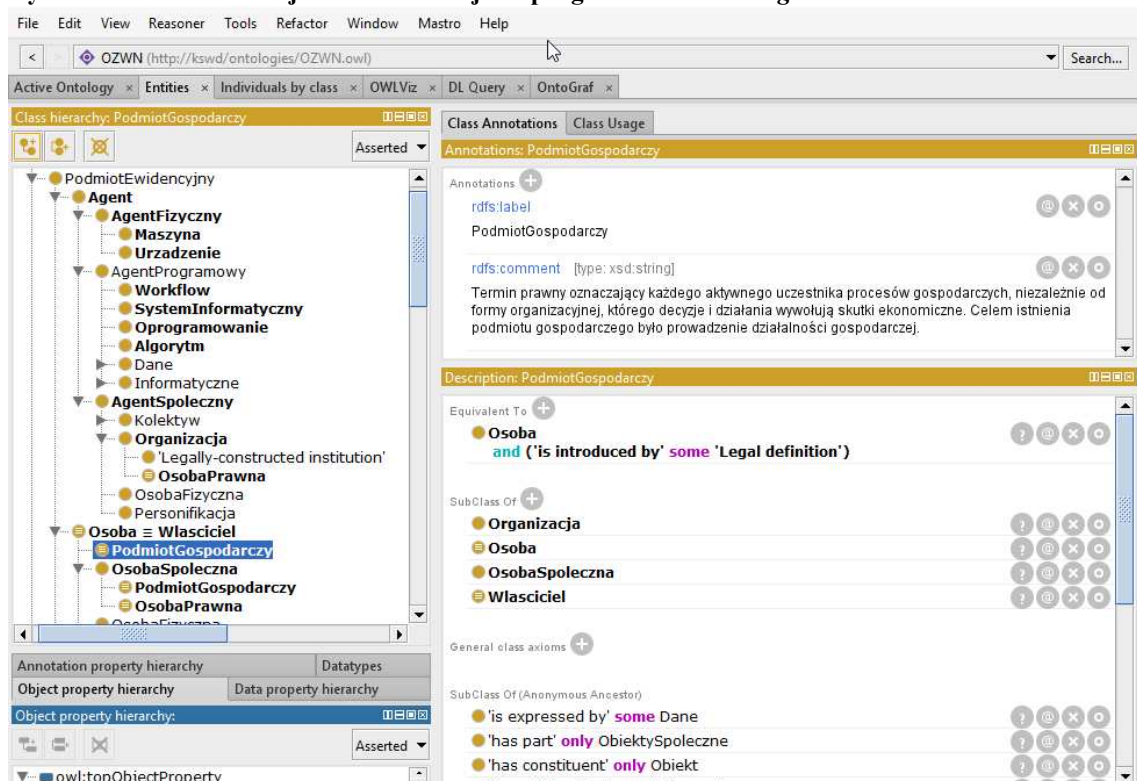 File Edit View Reasoner Tools Refactor Window Mastro Help
< > OZWN (http://kswd/ontologies/OZWN.owl) Search...
Active Ontology × Entities × Individuals by class × OWLViz × DL Query × OntoGraf ×
Class hierarchy: PodmiotGospodarczy
Asserted
PodmiotEwidencyjny
Agent
AgentFizyczny
Maszyna
Urzadzenie
AgentProgramowy
Workflow
SystemInformatyczny
Oprogramowanie
Algorytm
Dane
Informatyczne
AgentSpoleczny
Kolektyw
Organizacja
'Legally-constructed institution'
OsobaPrawna
OsobaFizyczna
Personifikacja
Osoba ≡ Wlasciciel
PodmiotGospodarczy
OsobaSpoleczna
PodmiotGospodarczy
OsobaPrawna
OsobaFizyczna
Annotation property hierarchy Datatypes
Object property hierarchy Data property hierarchy
Object property hierarchy:
Asserted
owl:topObjectProperty
Class Annotations Class Usage
Annotations: PodmiotGospodarczy
Annotations
rdfs:label
PodmiotGospodarczy
rdfs:comment [type: xsd:string]
Termin prawny oznaczający każdego aktywnego uczestnika procesów gospodarczych, niezależnie od
formy organizacyjnej, którego decyzje i działania wywołują skutki ekonomiczne. Celem istnienia
podmiotu gospodarczego było prowadzenie działalności gospodarczej.
Description: PodmiotGospodarczy
Equivalent To
Osoba
and ('is introduced by' some 'Legal definition')
SubClass Of
Organizacja
Osoba
OsobaSpoleczna
Wlasciciel
General class axioms
SubClass Of (Anonymous Ancestor)
'is expressed by' some Dane
'has part' only ObiektySpoleczne
'has constituent' only Obiekt